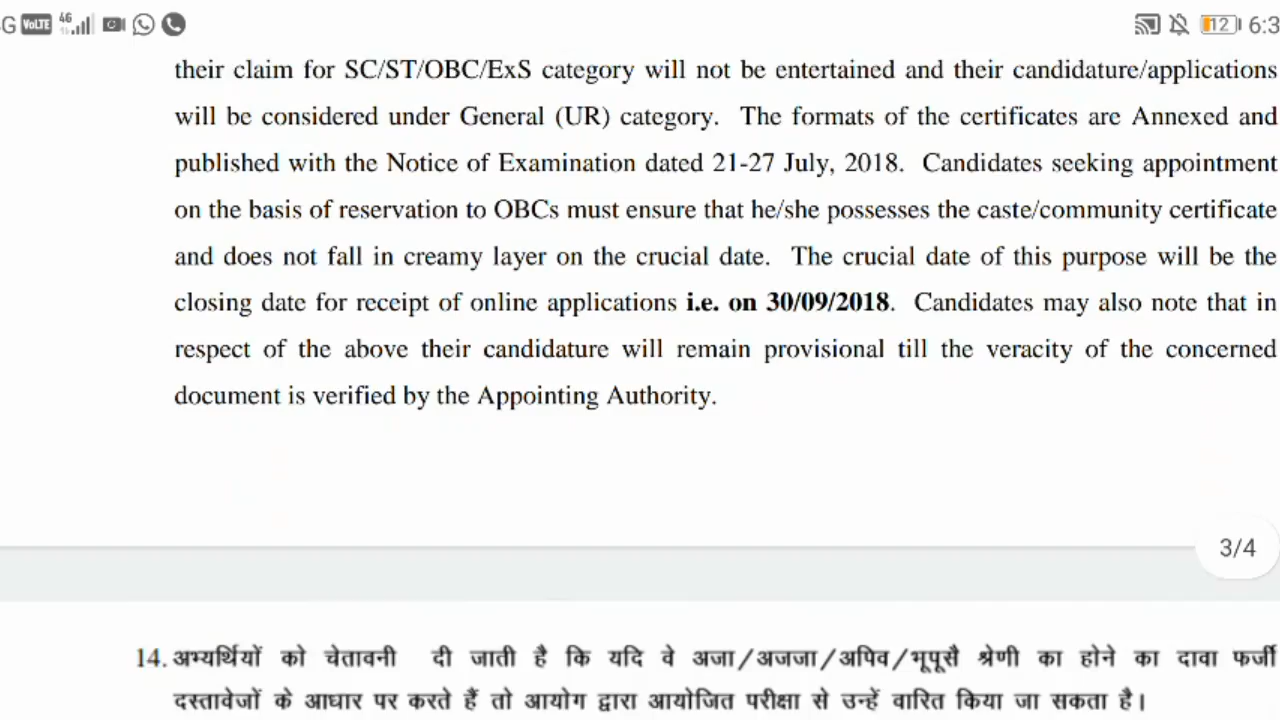 G VoLTE 4G 12 6:3
their claim for SC/ST/OBC/ExS category will not be entertained and their candidature/applications
will be considered under General (UR) category. The formats of the certificates are Annexed and
published with the Notice of Examination dated 21-27 July, 2018. Candidates seeking appointment
on the basis of reservation to OBCs must ensure that he/she possesses the caste/community certificate
and does not fall in creamy layer on the crucial date. The crucial date of this purpose will be the
closing date for receipt of online applications i.e. on 30/09/2018. Candidates may also note that in
respect of the above their candidature will remain provisional till the veracity of the concerned
document is verified by the Appointing Authority.
3/4
14. अभ्यर्थियों को चेतावनी दी जाती है कि यदि वे अजा/अजजा/अपिव/भूपूसै श्रेणी का होने का दावा फर्जी
दस्तावेजों के आधार पर करते हैं तो आयोग द्वारा आयोजित परीक्षा से उन्हें वारित किया जा सकता है।